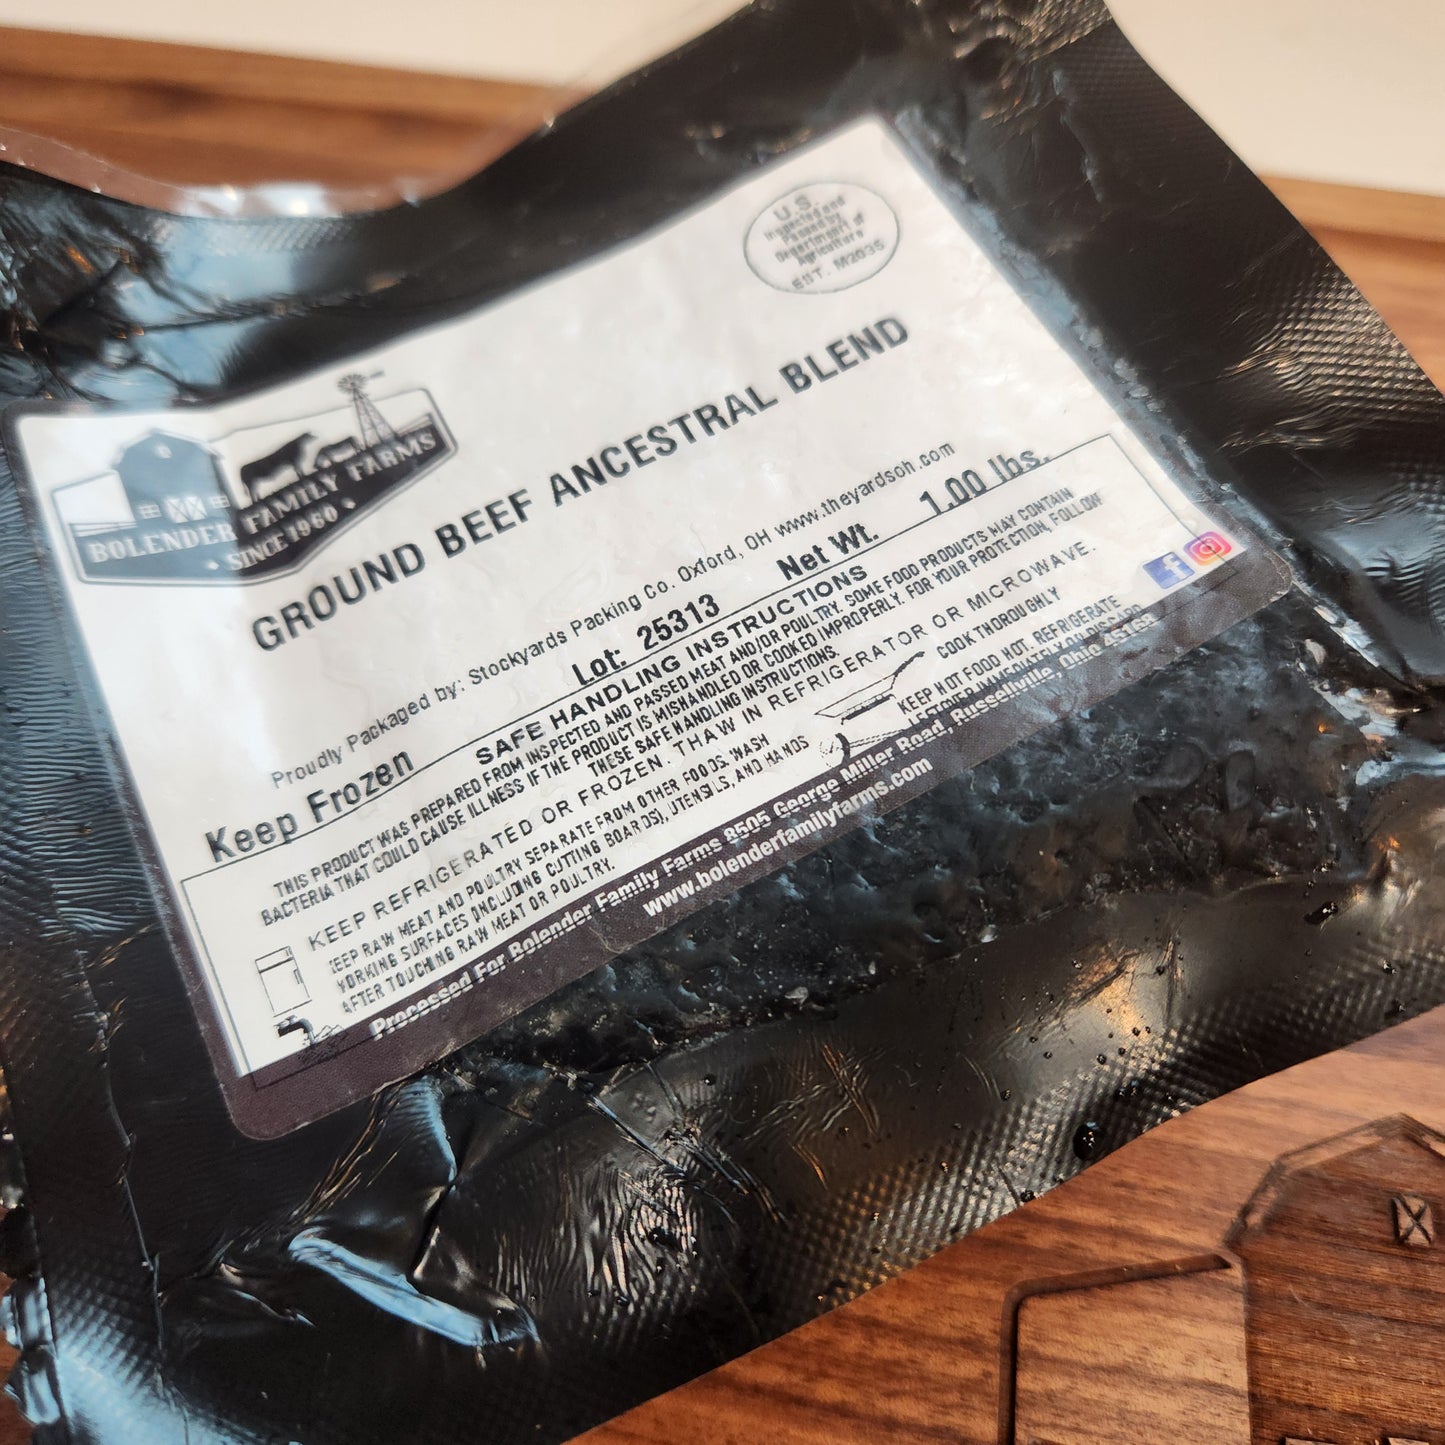 U.S.
Inspected and
Passed by
Department of
Agriculture
EST. M2035
BOLENDER FAMILY FARMS
• SINCE 1960 •
GROUND BEEF ANCESTRAL BLEND
Proudly Packaged by: Stockyards Packing Co. Oxford, OH www.theyardsoh.com
Keep Frozen Lot: 25313 Net Wt. 1.00 lbs.
SAFE HANDLING INSTRUCTIONS
THIS PRODUCT WAS PREPARED FROM INSPECTED AND PASSED MEAT AND/OR POULTRY. SOME FOOD PRODUCTS MAY CONTAIN
BACTERIA THAT COULD CAUSE ILLNESS IF THE PRODUCT IS MISHANDLED OR COOKED IMPROPERLY. FOR YOUR PROTECTION, FOLLOW
THESE SAFE HANDLING INSTRUCTIONS.
KEEP REFRIGERATED OR FROZEN. THAW IN REFRIGERATOR OR MICROWAVE.
KEEP RAW MEAT AND POULTRY SEPARATE FROM OTHER FOODS. WASH
WORKING SURFACES (INCLUDING CUTTING BOARDS), UTENSILS, AND HANDS
AFTER TOUCHING RAW MEAT OR POULTRY.
COOK THOROUGHLY
KEEP HOT FOOD HOT. REFRIGERATE
LEFTOVERS IMMEDIATELY OR DISCARD
Processed For Bolender Family Farms 8505 George Miller Road, Russellville, Ohio 45168
www.bolenderfamilyfarms.com